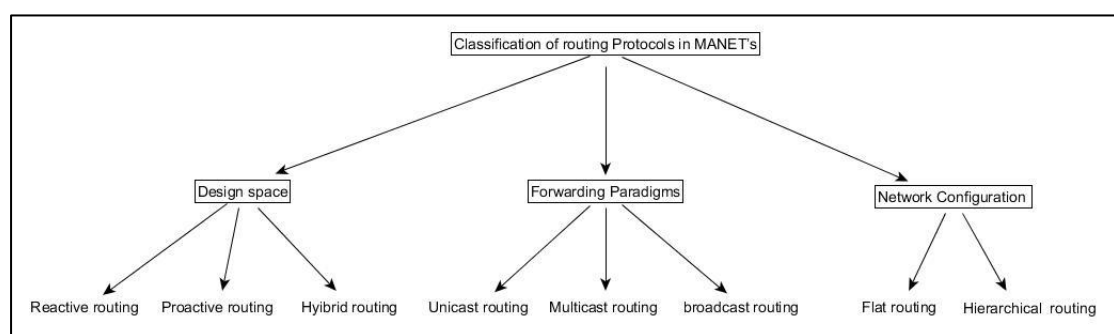 Classification of routing Protocols in MANET's
Design space
Forwarding Paradigms
Network Configuration
Reactive routing
Proactive routing
Hyibrid routing
Unicast routing
Multicast routing
broadcast routing
Flat routing
Hierarchical routing